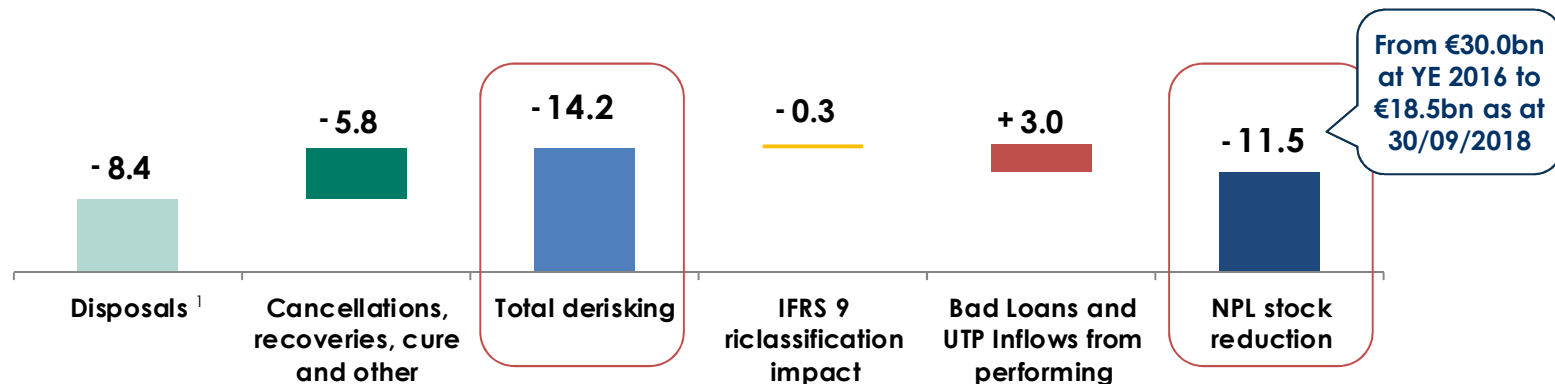 From €30.0bn
at YE 2016 to
€18.5bn as at
30/09/2018
- 8.4
- 5.8
- 14.2
- 0.3
+ 3.0
- 11.5
Disposals 1
Cancellations,
recoveries, cure
and other
Total derisking
IFRS 9
riclassification
impact
Bad Loans and
UTP Inflows from
performing
NPL stock
reduction